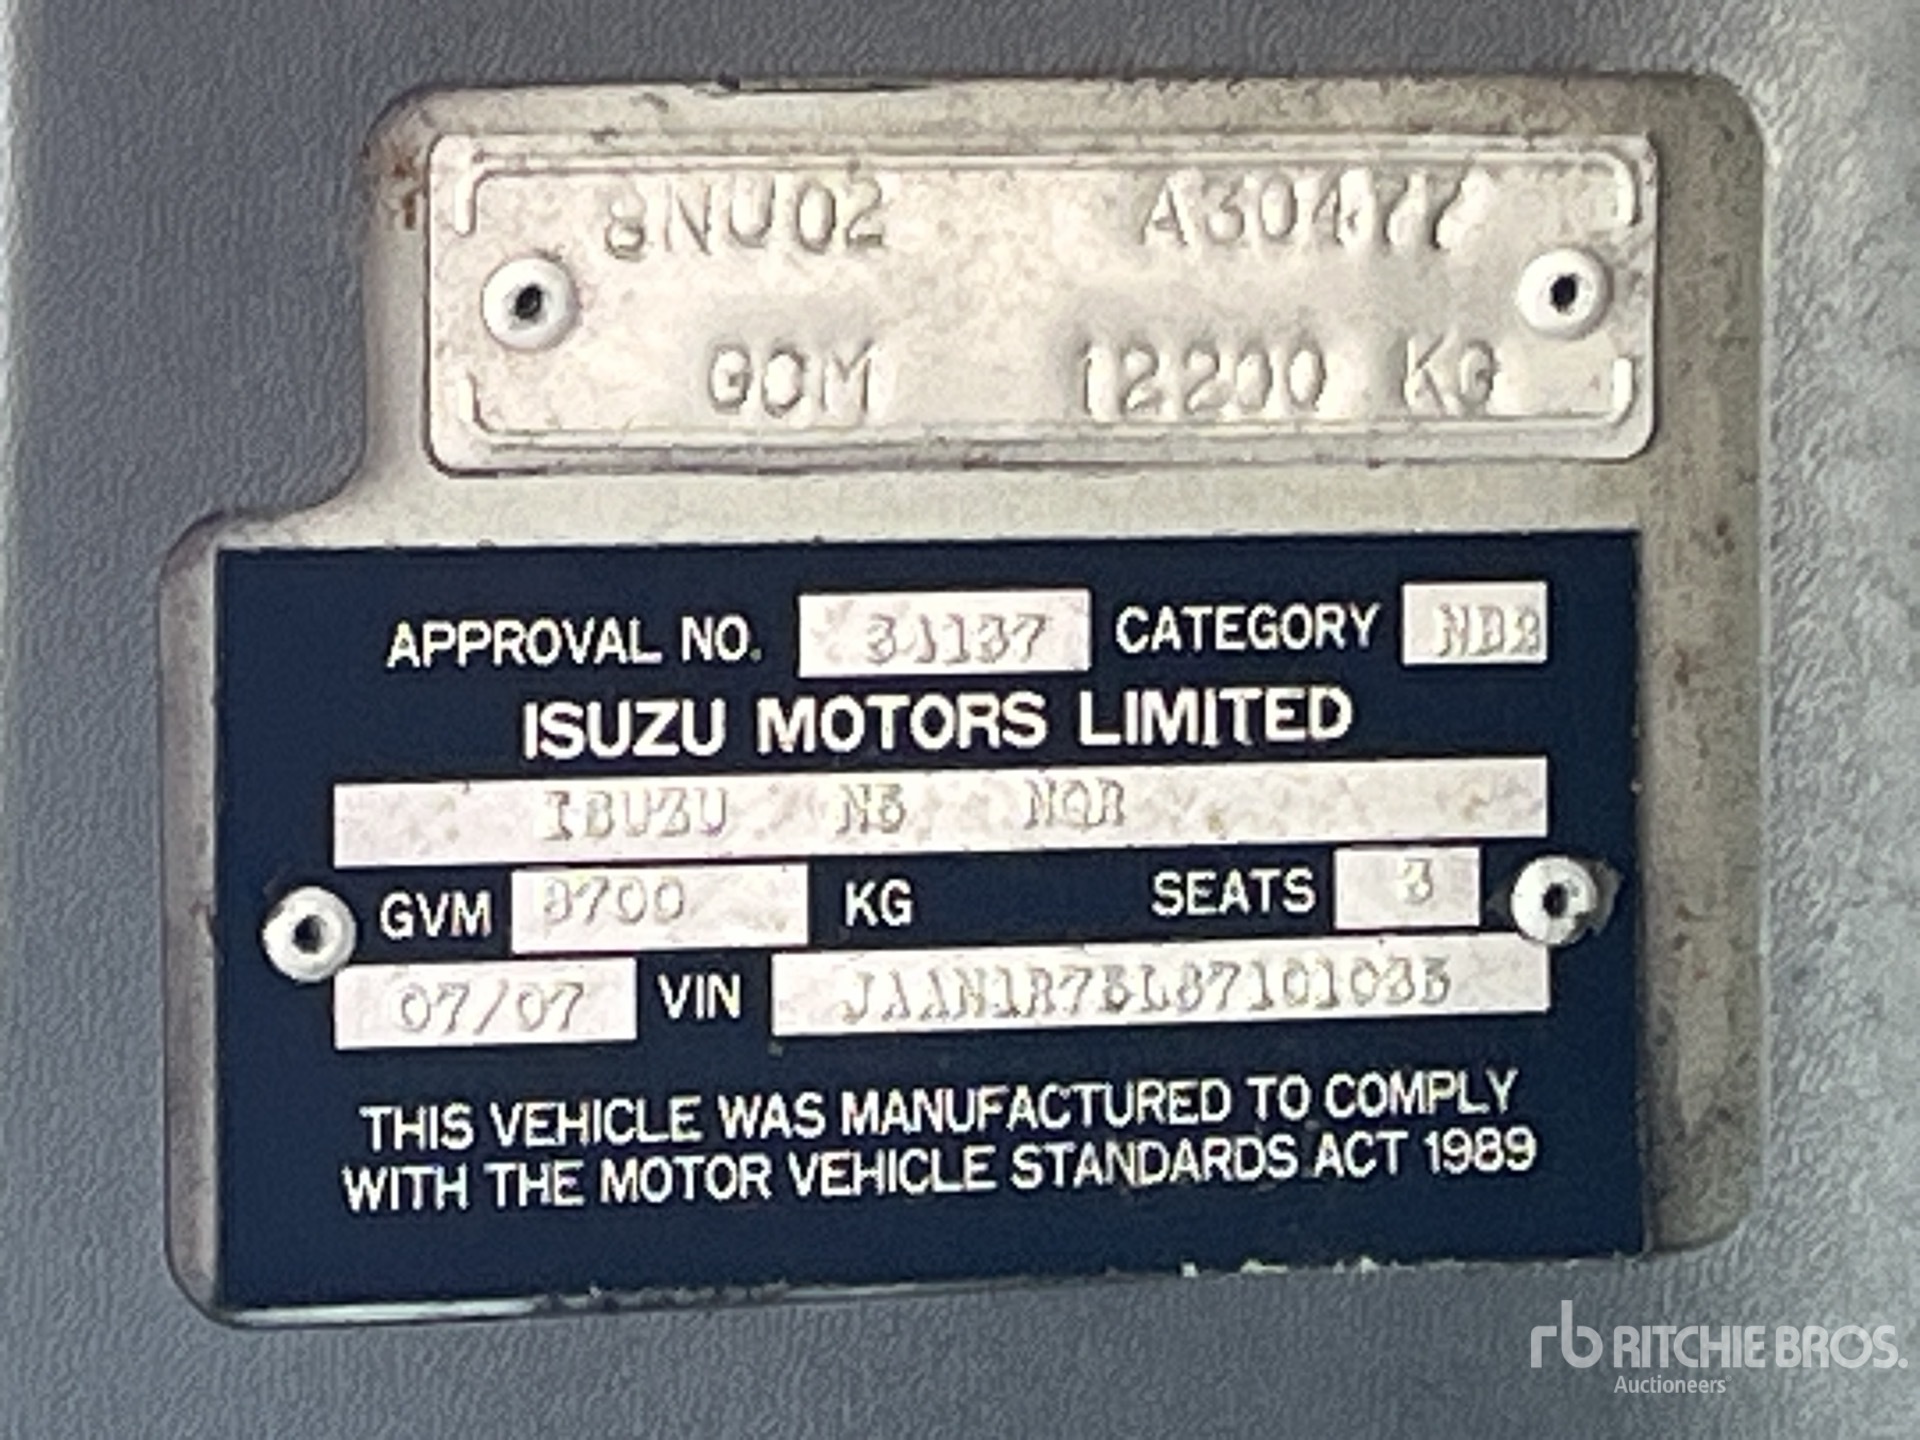 8NU02 A30477
GCM 12200 KG
APPROVAL NO. 31137 CATEGORY NB2
ISUZU MOTORS LIMITED
ISUZU N5 NQR
GVM 8700 KG SEATS 3
07/07 VIN
THIS VEHICLE WAS MANUFACTURED TO COMPLY
WITH THE MOTOR VEHICLE STANDARDS ACT 1989
rb RITCHIE BROS.
Auctioneers